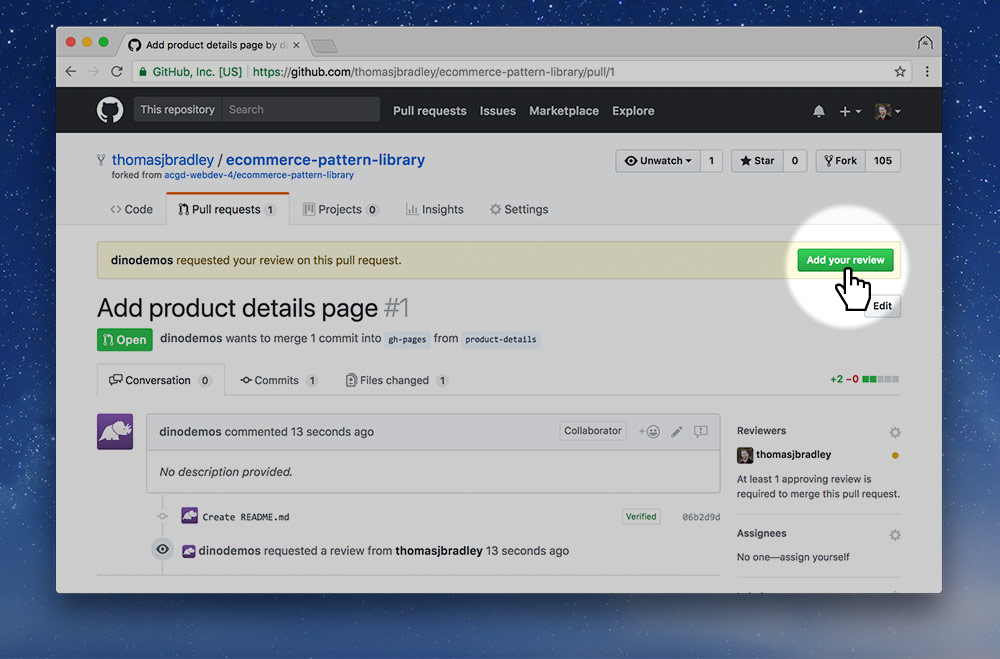 Add product details page by di
GitHub, Inc. [US] https://github.com/thomasjbradley/ecommerce-pattern-library/pull/1
This repository Search Pull requests Issues Marketplace Explore
thomasjbradley / ecommerce-pattern-library Unwatch 1 Star 0 Fork 105
forked from acgd-webdev-4/ecommerce-pattern-library
Code Pull requests 1 Projects 0 Insights Settings
dinodemos requested your review on this pull request. Add your review
Add product details page #1 Edit
Open dinodemos wants to merge 1 commit into gh-pages from product-details
Conversation 0 Commits 1 Files changed 1 +2 −0
dinodemos commented 13 seconds ago Collaborator
No description provided.
Create README.md Verified 06b2d9d
dinodemos requested a review from thomasjbradley 13 seconds ago
Reviewers
thomasjbradley
At least 1 approving review is
required to merge this pull request.
Assignees
No one—assign yourself